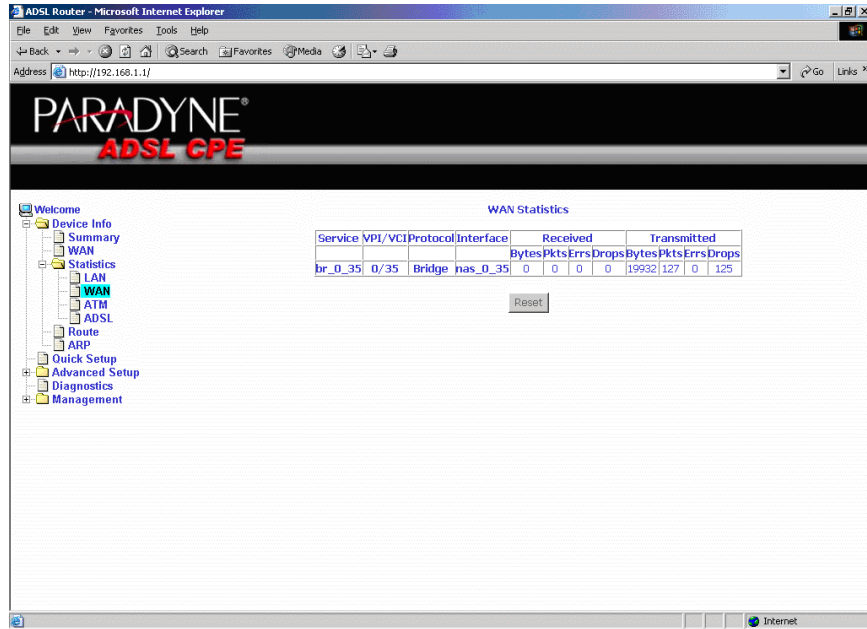 ADSL Router - Microsoft Internet Explorer
File Edit View Favorites Tools Help
Back Search Favorites Media
Address http://192.168.1.1/ Go Links »
PARADYNE®
ADSL CPE
Welcome
Device Info
Summary
WAN
Statistics
LAN
WAN
ATM
ADSL
Route
ARP
Quick Setup
Advanced Setup
Diagnostics
Management
WAN Statistics
Service VPI/VCI Protocol Interface Received Transmitted
Bytes Pkts Errs Drops Bytes Pkts Errs Drops
br_0_35 0/35 Bridge nas_0_35 0 0 0 0 19932 127 0 125
Reset
Internet